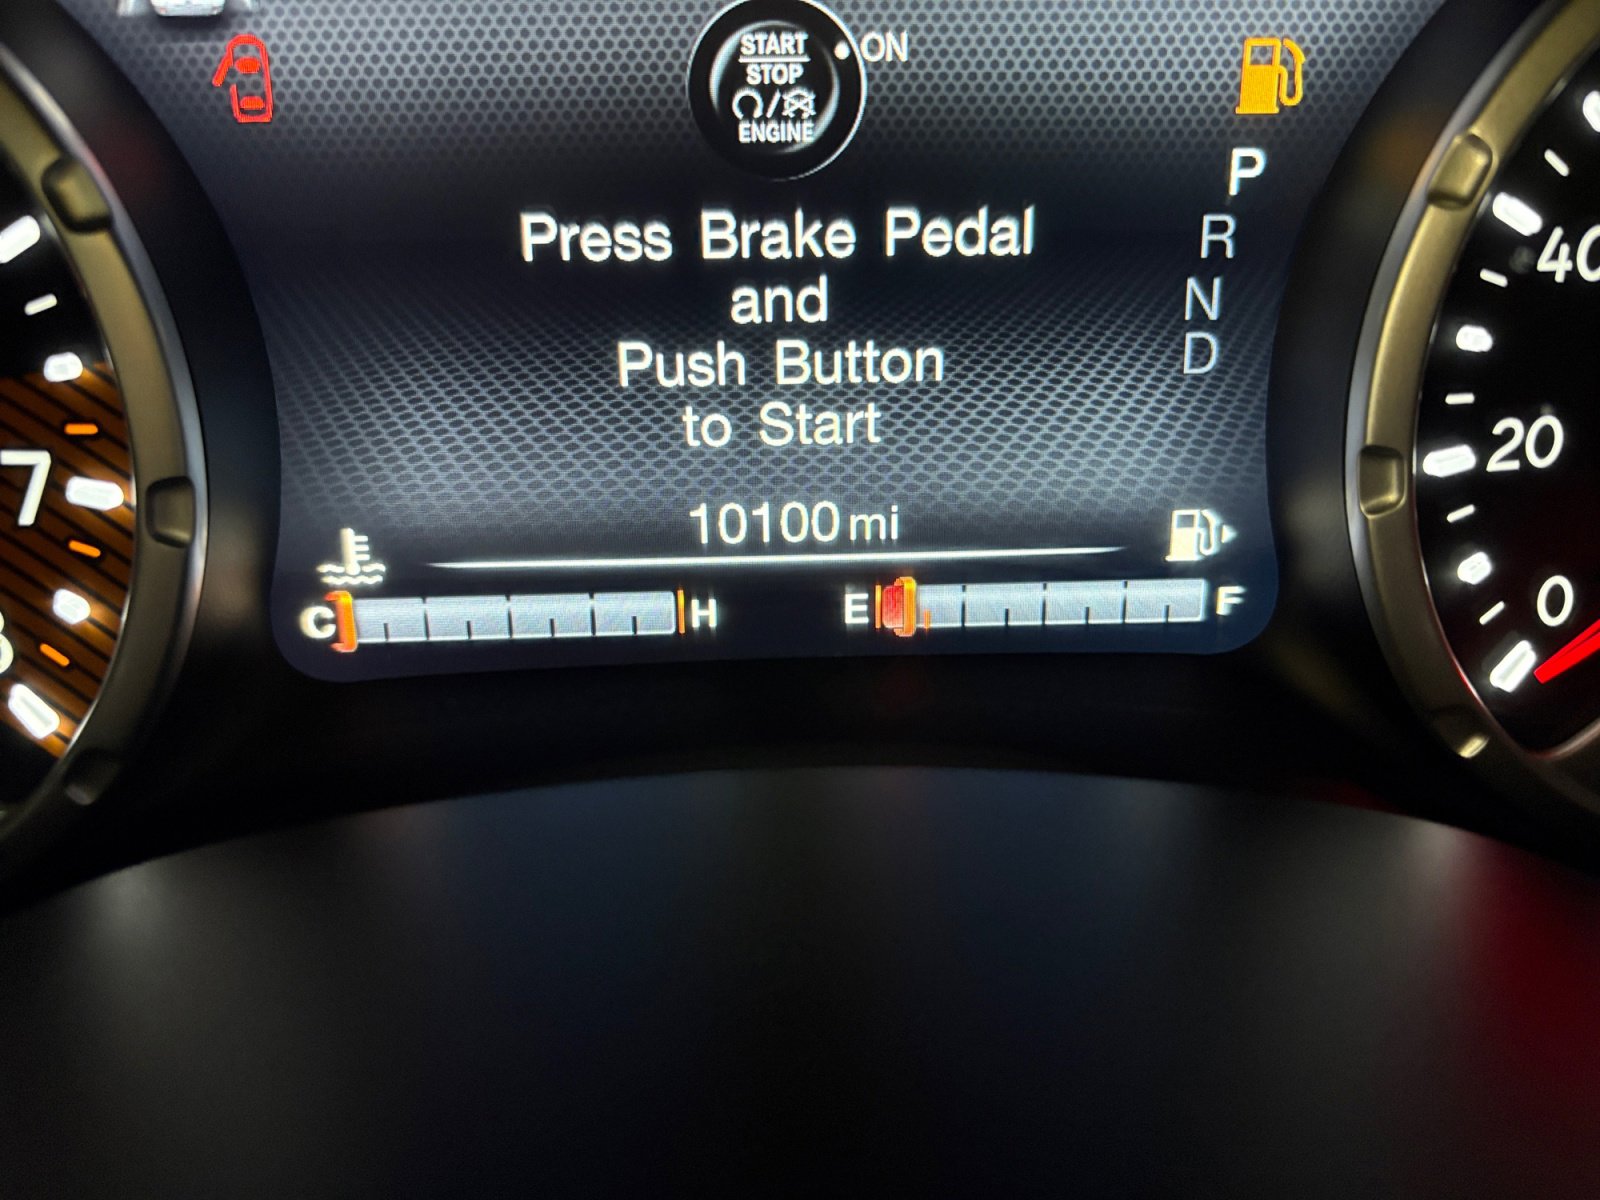 START
STOP
ENGINE
ON
P
R
N
D
Press Brake Pedal
and
Push Button
to Start
10100 mi
C H
E F
7
40
20
0